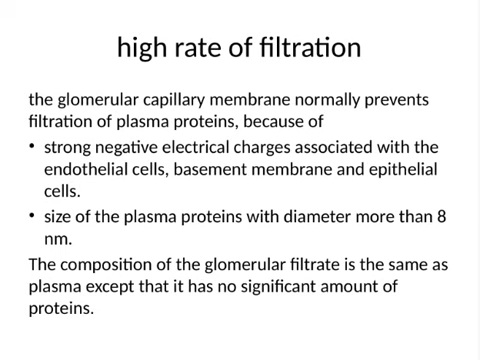 high rate of filtration
the glomerular capillary membrane normally prevents
filtration of plasma proteins, because of
• strong negative electrical charges associated with the
endothelial cells, basement membrane and epithelial
cells.
• size of the plasma proteins with diameter more than 8
nm.
The composition of the glomerular filtrate is the same as
plasma except that it has no significant amount of
proteins.